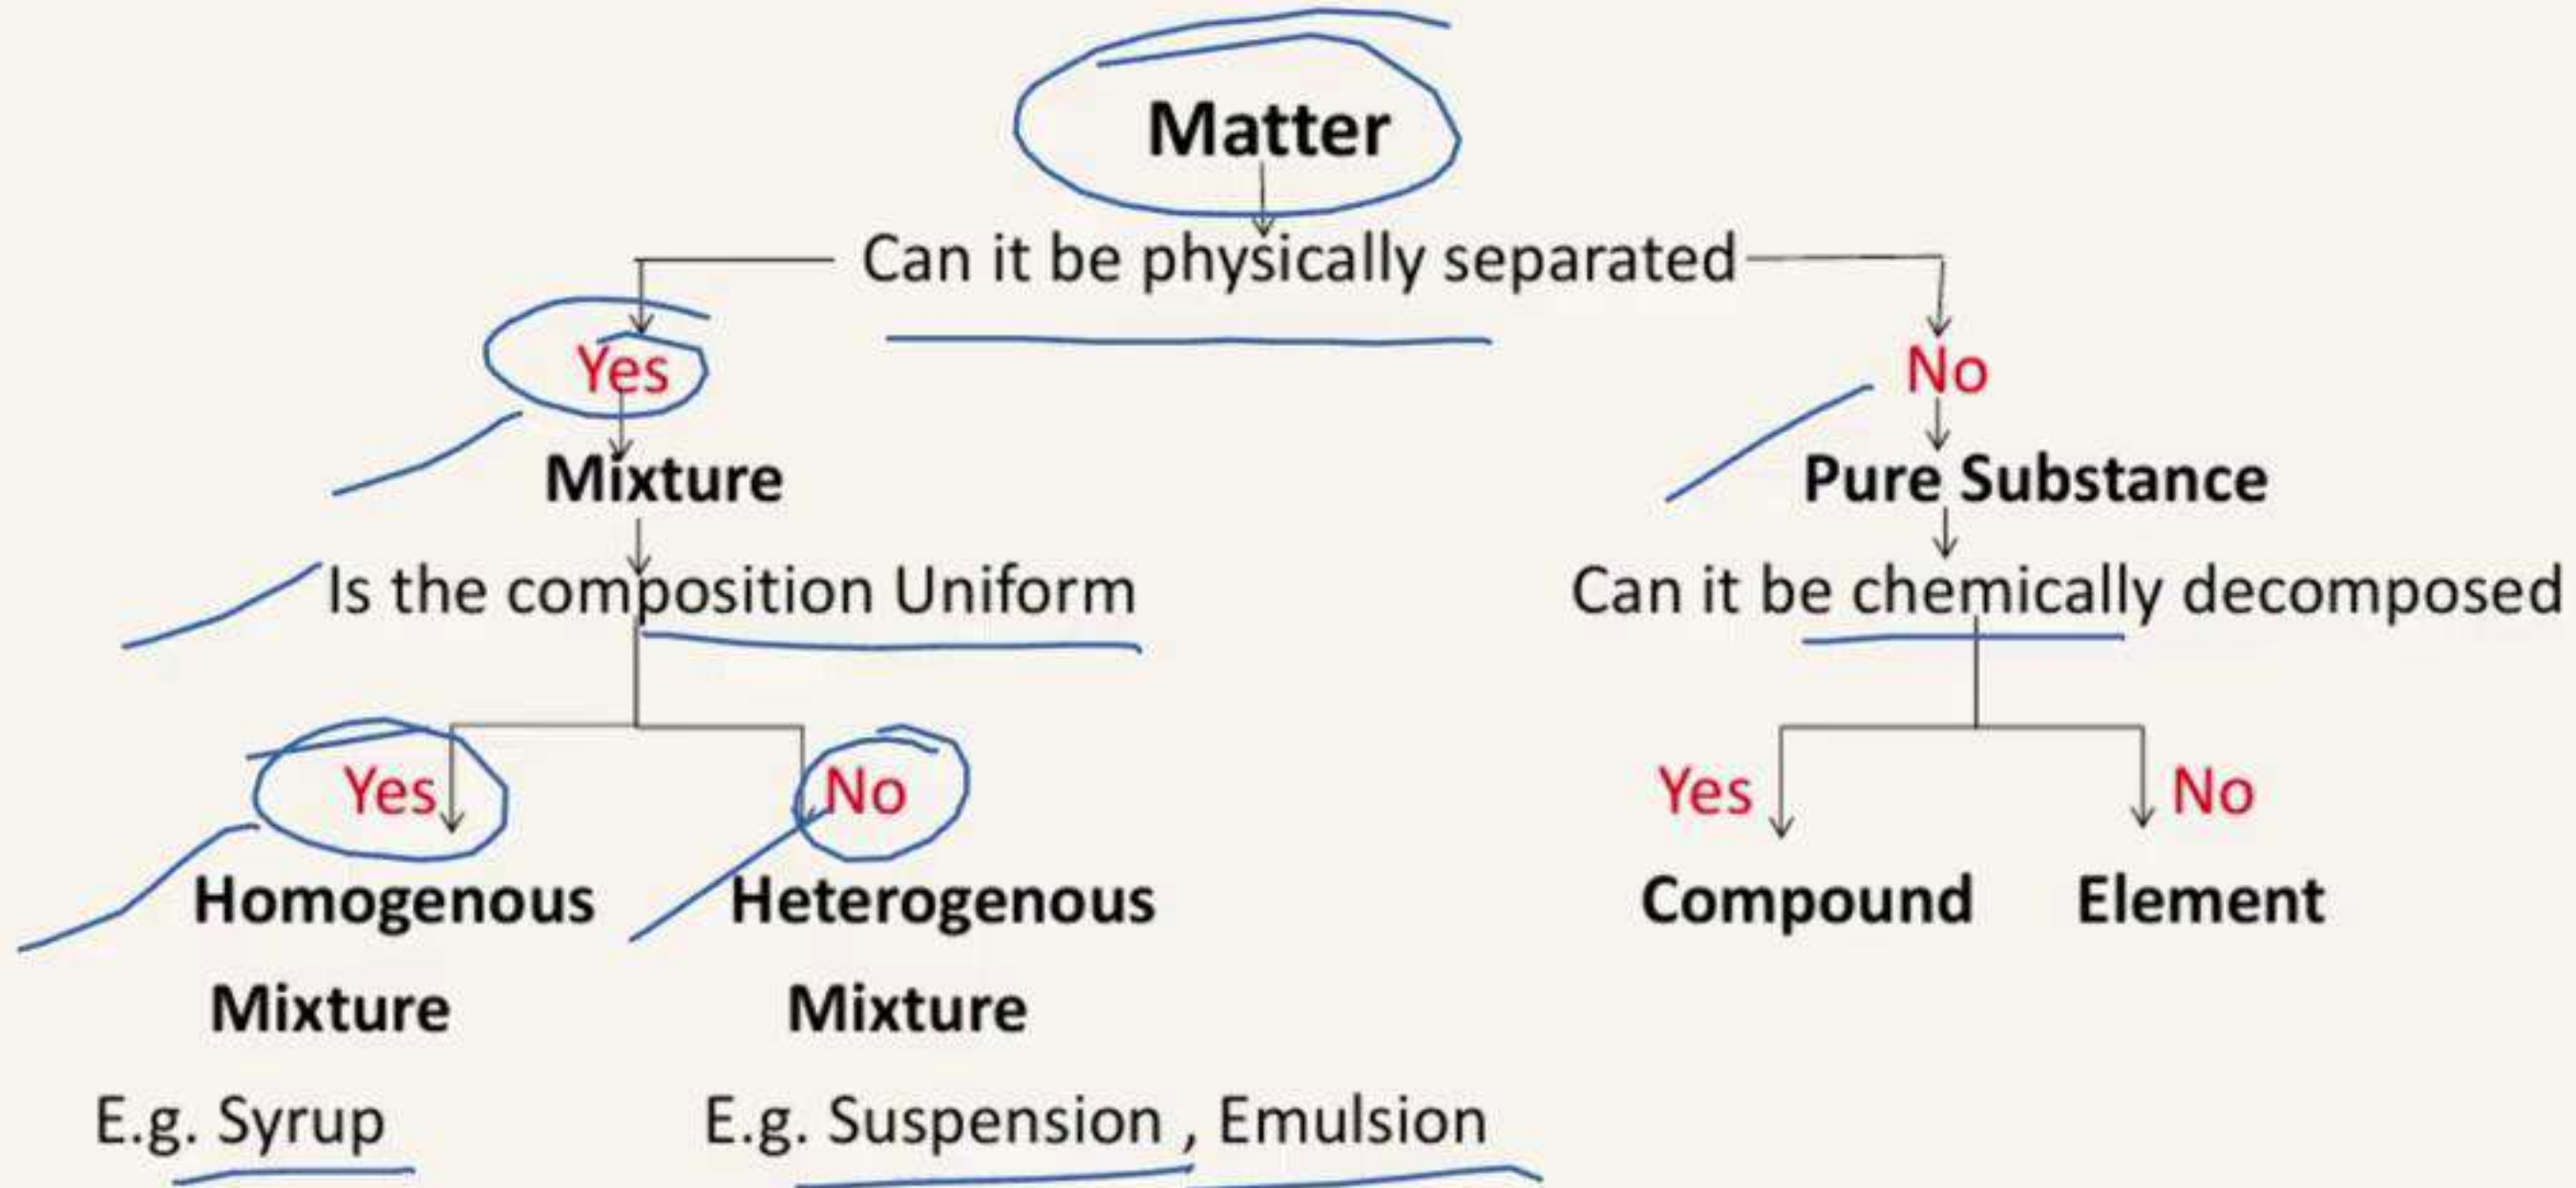 Matter
Can it be physically separated
Yes
No
Mixture
Pure Substance
Is the composition Uniform
Can it be chemically decomposed
Yes
No
Yes
No
Homogenous
Heterogenous
Compound
Element
Mixture
Mixture
E.g. Syrup
E.g. Suspension , Emulsion